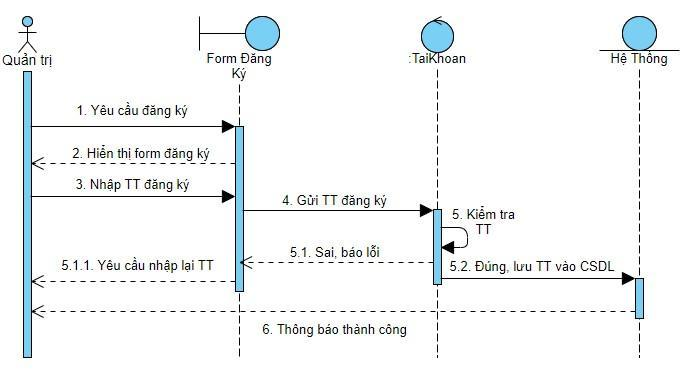 Quản trị
Form Đăng
Ký
:TaiKhoan
Hệ Thống
1. Yêu cầu đăng ký
2. Hiển thị form đăng ký
3. Nhập TT đăng ký
4. Gửi TT đăng ký
5. Kiểm tra
TT
5.1. Sai, báo lỗi
5.1.1. Yêu cầu nhập lại TT
5.2. Đúng, lưu TT vào CSDL
6. Thông báo thành công